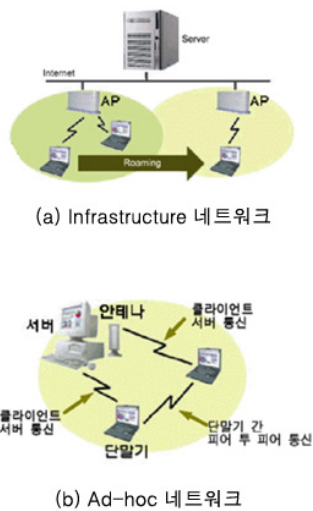 Server
Internet
AP
AP
Roaming
(a) Infrastructure 네트워크
서버
안테나
클라이언트
서버 통신
클라이언트
서버 통신
단말기
단말기 간
피어 투 피어 통신
(b) Ad-hoc 네트워크